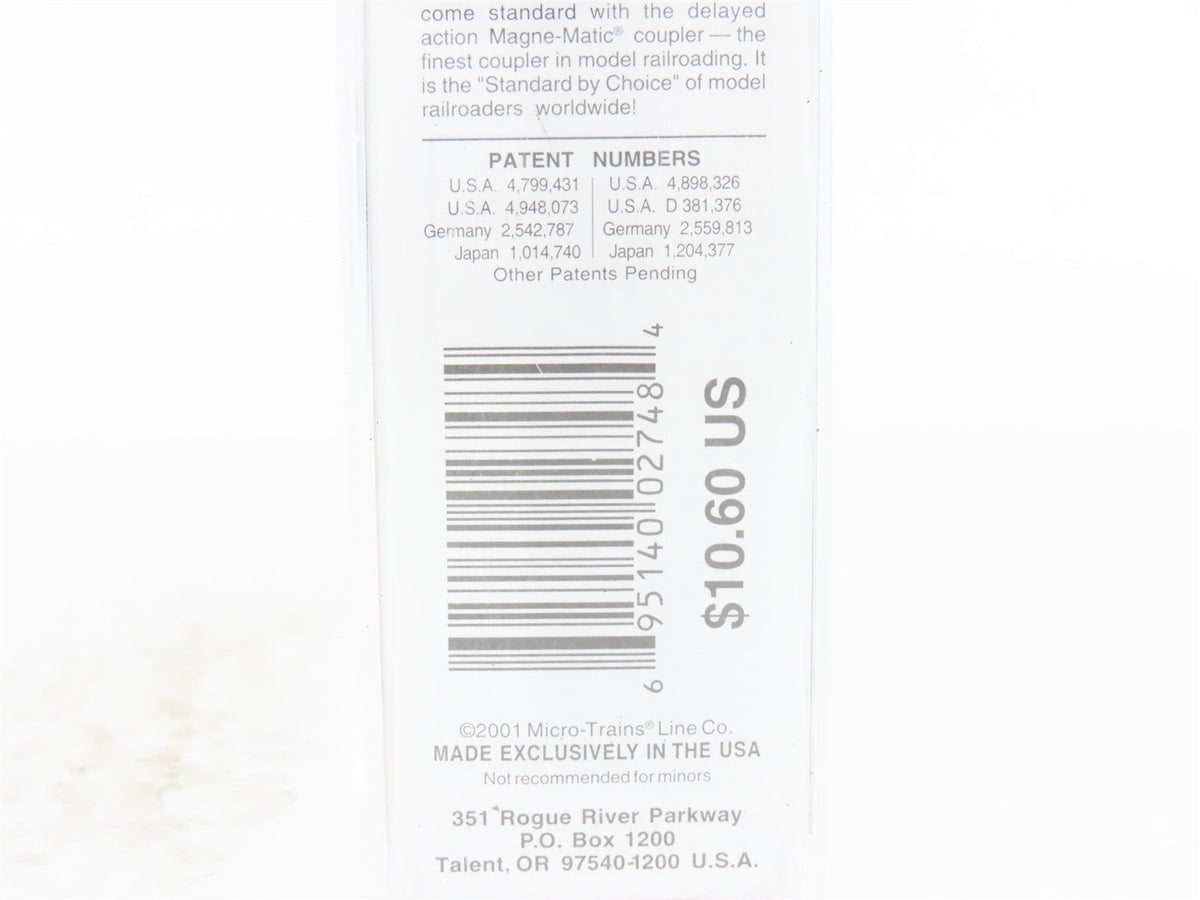 come standard with the delayed
action Magne-Matic® coupler — the
finest coupler in model railroading. It
is the "Standard by Choice" of model
railroaders worldwide!
PATENT NUMBERS
U.S.A. 4,799,431 U.S.A. 4,898,326
U.S.A. 4,948,073 U.S.A. D 381,376
Germany 2,542,787 Germany 2,559,813
Japan 1,014,740 Japan 1,204,377
Other Patents Pending
6 95140 02748 4
$10.60 US
©2001 Micro-Trains® Line Co.
MADE EXCLUSIVELY IN THE USA
Not recommended for minors
351 Rogue River Parkway
P.O. Box 1200
Talent, OR 97540-1200 U.S.A.